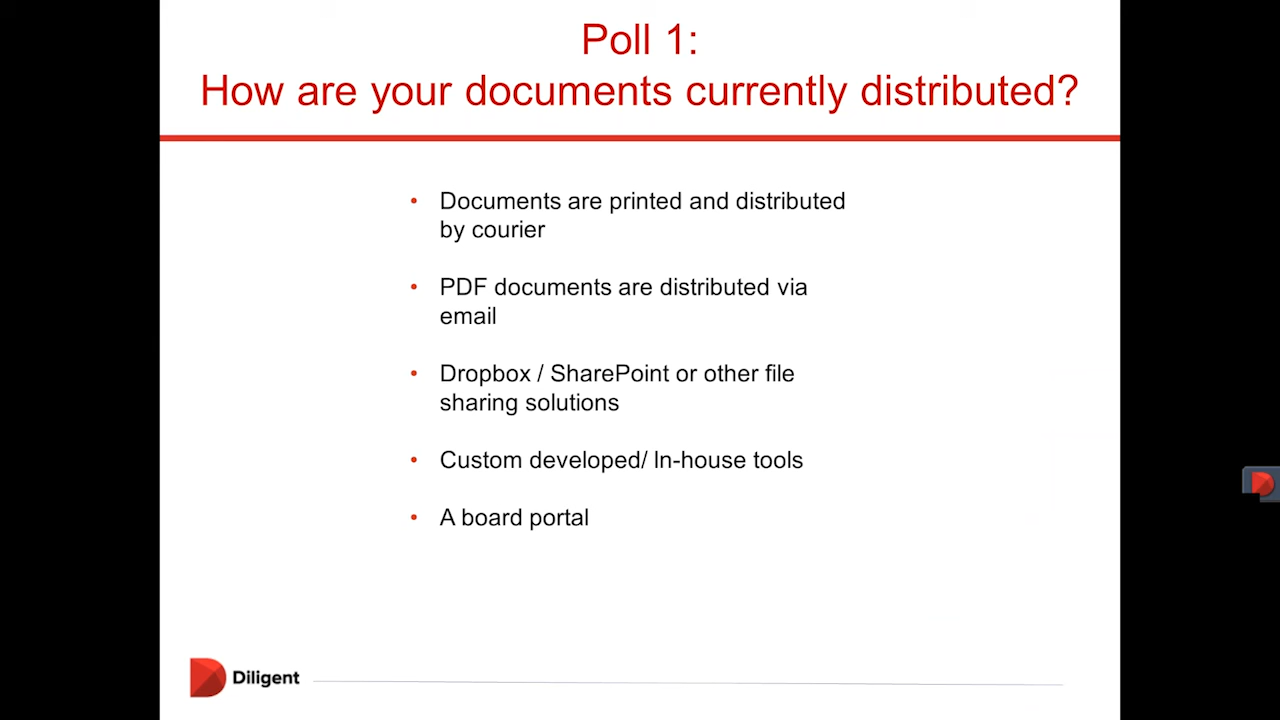 Poll 1:
How are your documents currently distributed?
• Documents are printed and distributed
by courier
• PDF documents are distributed via
email
• Dropbox / SharePoint or other file
sharing solutions
• Custom developed/ In-house tools
• A board portal
Diligent